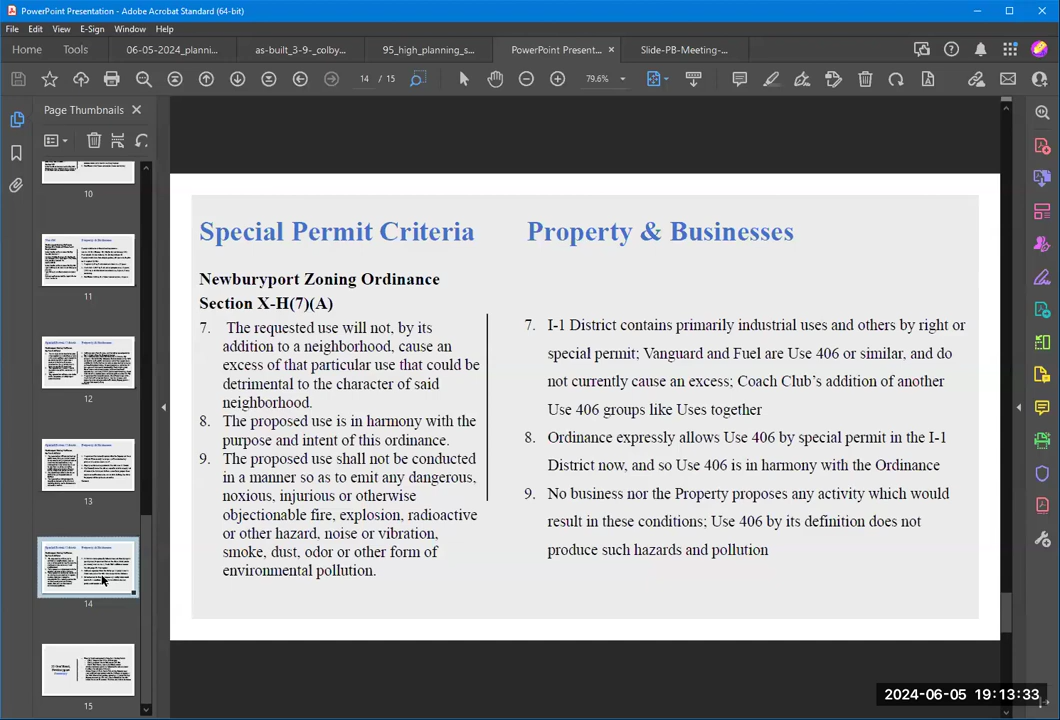 PowerPoint Presentation - Adobe Acrobat Standard (64-bit)
File Edit View E-Sign Window Help
Home Tools 06-05-2024_planni... as-built_3-9-_colby... 95_high_planning_s... PowerPoint Present... Slide-PB-Meeting-...
14 / 15 79.6%
Page Thumbnails
10
11
12
13
14
15
Special Permit Criteria
Newburyport Zoning Ordinance
Section X-H(7)(A)
7. The requested use will not, by its
addition to a neighborhood, cause an
excess of that particular use that could be
detrimental to the character of said
neighborhood.
8. The proposed use is in harmony with the
purpose and intent of this ordinance.
9. The proposed use shall not be conducted
in a manner so as to emit any dangerous,
noxious, injurious or otherwise
objectionable fire, explosion, radioactive
or other hazard, noise or vibration,
smoke, dust, odor or other form of
environmental pollution.
Property & Businesses
7. I-1 District contains primarily industrial uses and others by right or
special permit; Vanguard and Fuel are Use 406 or similar, and do
not currently cause an excess; Coach Club's addition of another
Use 406 groups like Uses together
8. Ordinance expressly allows Use 406 by special permit in the I-1
District now, and so Use 406 is in harmony with the Ordinance
9. No business nor the Property proposes any activity which would
result in these conditions; Use 406 by its definition does not
produce such hazards and pollution
2024-06-05 19:13:33